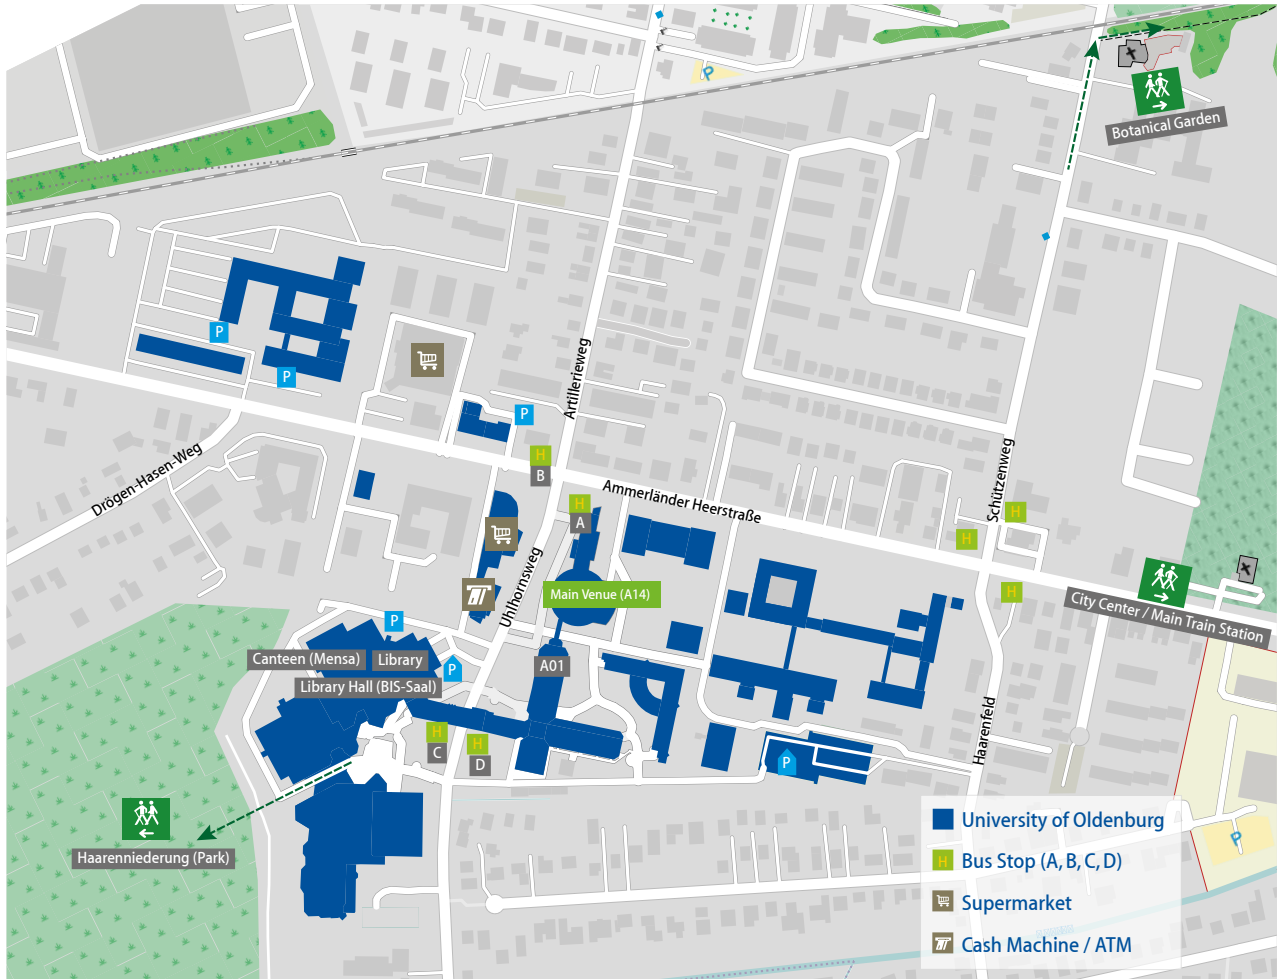 P
Botanical Garden
P
P
P
Artillerieweg
H
B
Drögen-Hasen-Weg
Ammerländer Heerstraße
Schützenweg
H
A
H
H
Uhlhornsweg
Main Venue (A14)
H
City Center / Main Train Station
P
Canteen (Mensa)
Library
A01
P
Library Hall (BIS-Saal)
Haarenfeld
H
C
H
D
P
Haarenniederung (Park)
P
University of Oldenburg
H
Bus Stop (A, B, C, D)
Supermarket
Cash Machine / ATM